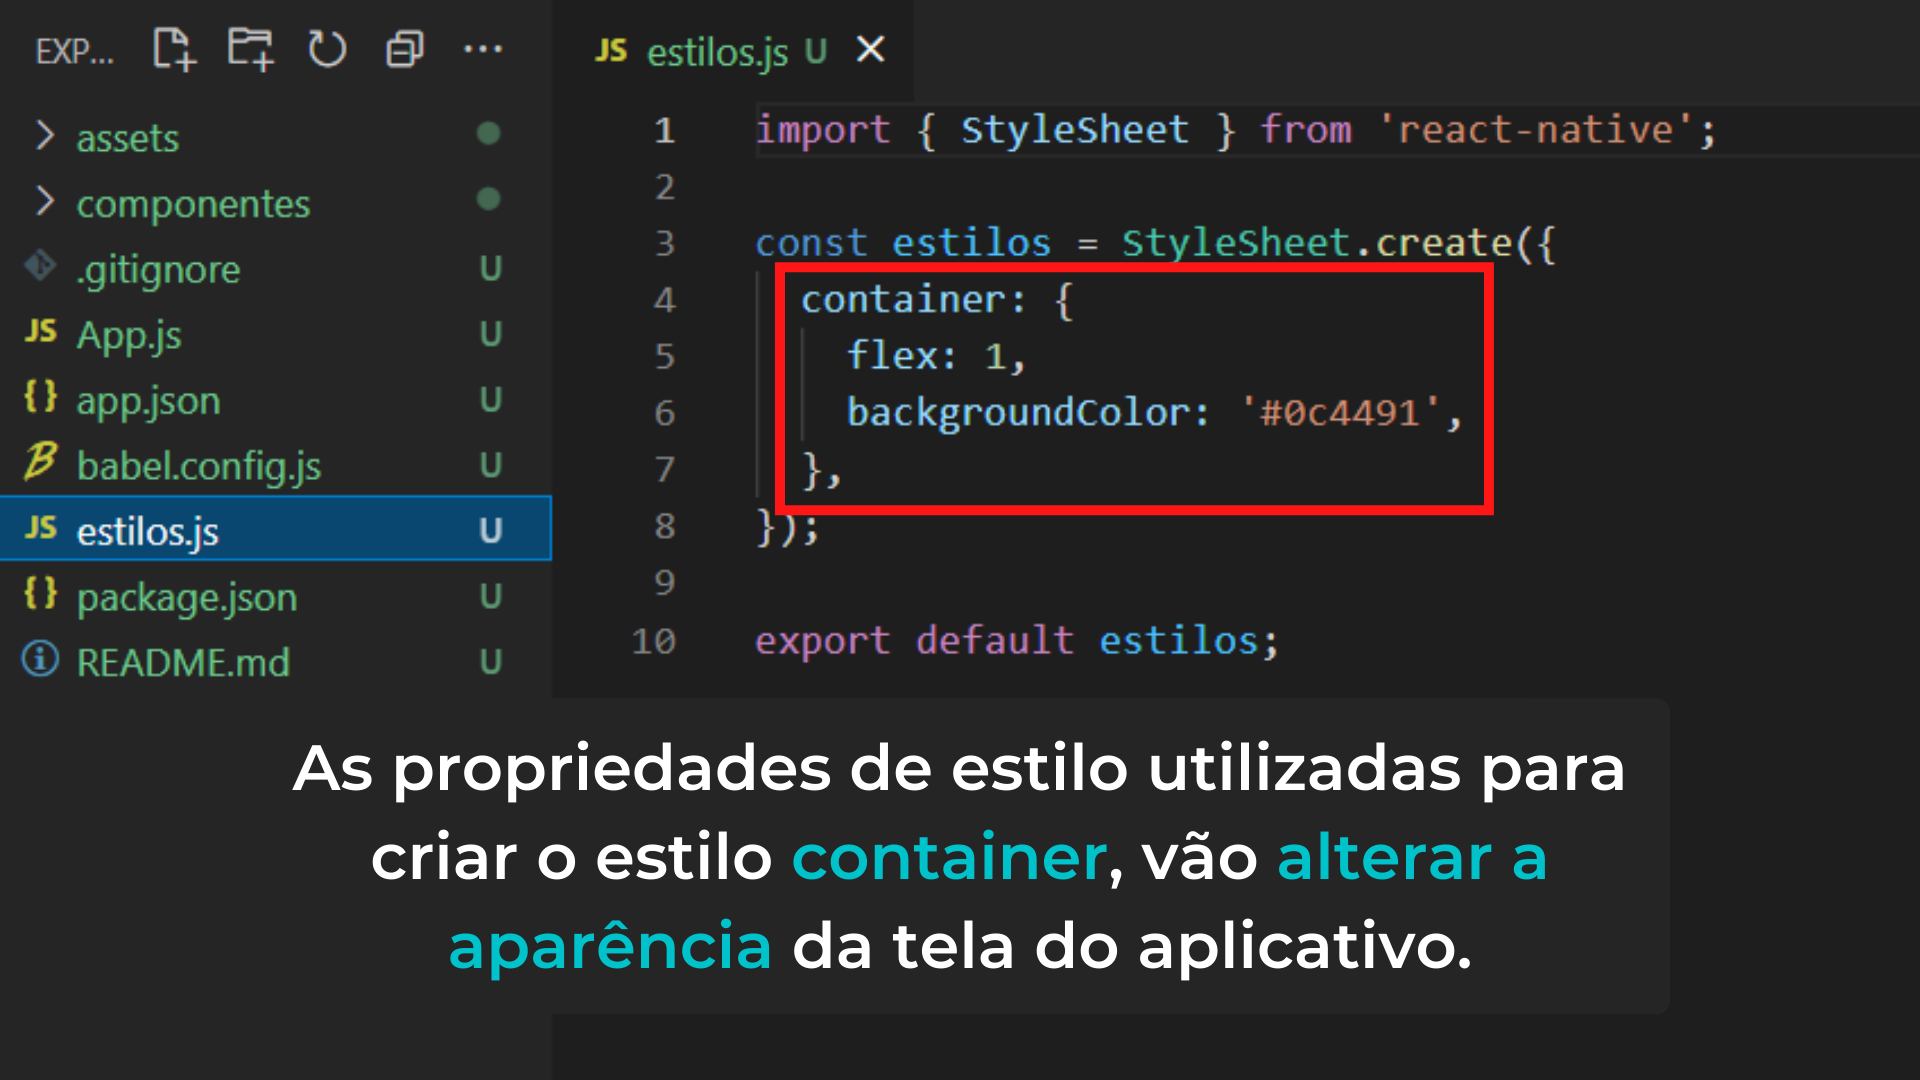 EXP...
assets
componentes
.gitignore U
JS App.js U
{} app.json U
babel.config.js U
JS estilos.js U
{} package.json U
README.md U
JS estilos.js U
1 import { StyleSheet } from 'react-native';
2
3 const estilos = StyleSheet.create({
4 container: {
5 flex: 1,
6 backgroundColor: '#0c4491',
7 },
8 });
9
10 export default estilos;
As propriedades de estilo utilizadas para
criar o estilo container, vão alterar a
aparência da tela do aplicativo.